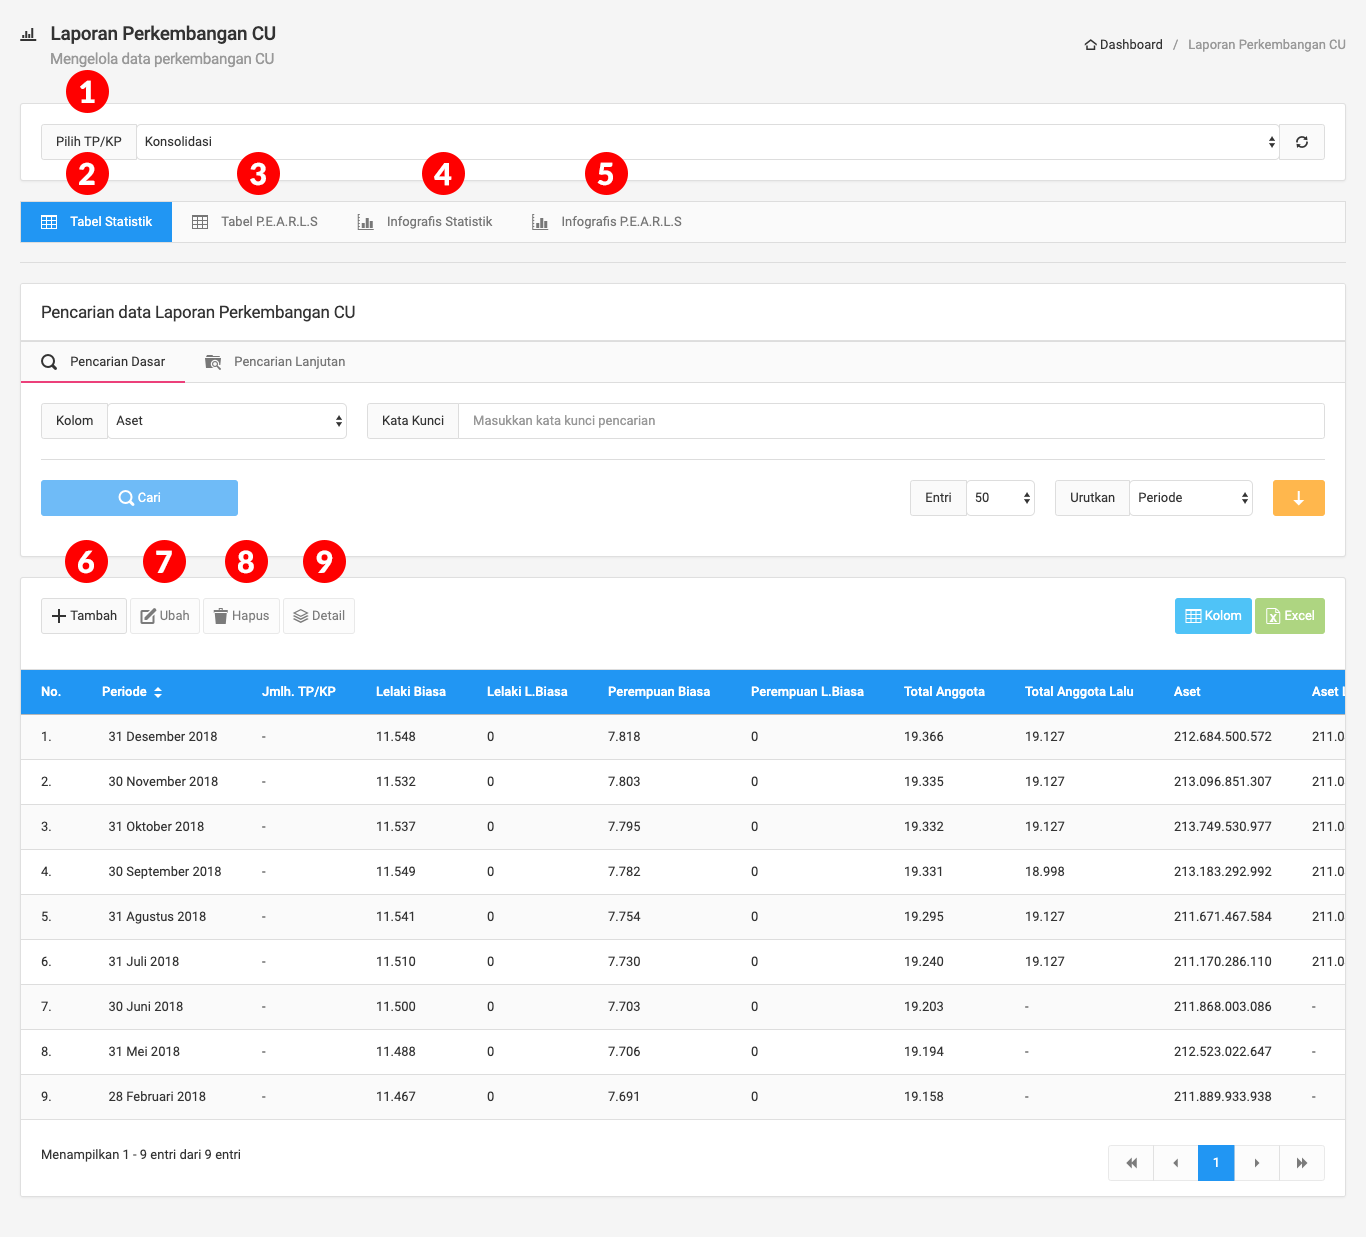 Laporan Perkembangan CU
Mengelola data perkembangan CU
Dashboard / Laporan Perkembangan CU
1
Pilih TP/KP Konsolidasi
2 3 4 5
Tabel Statistik Tabel P.E.A.R.L.S Infografis Statistik Infografis P.E.A.R.L.S
Pencarian data Laporan Perkembangan CU
Pencarian Dasar Pencarian Lanjutan
Kolom Aset Kata Kunci Masukkan kata kunci pencarian
Cari Entri 50 Urutkan Periode
6 7 8 9
Tambah Ubah Hapus Detail Kolom Excel
No. Periode Jmlh. TP/KP Lelaki Biasa Lelaki L.Biasa Perempuan Biasa Perempuan L.Biasa Total Anggota Total Anggota Lalu Aset Aset
1. 31 Desember 2018 - 11.548 0 7.818 0 19.366 19.127 212.684.500.572 211.0
2. 30 November 2018 - 11.532 0 7.803 0 19.335 19.127 213.096.851.307 211.0
3. 31 Oktober 2018 - 11.537 0 7.795 0 19.332 19.127 213.749.530.977 211.0
4. 30 September 2018 - 11.549 0 7.782 0 19.331 18.998 213.183.292.992 211.0
5. 31 Agustus 2018 - 11.541 0 7.754 0 19.295 19.127 211.671.467.584 211.0
6. 31 Juli 2018 - 11.510 0 7.730 0 19.240 19.127 211.170.286.110 211.0
7. 30 Juni 2018 - 11.500 0 7.703 0 19.203 - 211.868.003.086 -
8. 31 Mei 2018 - 11.488 0 7.706 0 19.194 - 212.523.022.647 -
9. 28 Februari 2018 - 11.467 0 7.691 0 19.158 - 211.889.933.938 -
Menampilkan 1 - 9 entri dari 9 entri
1